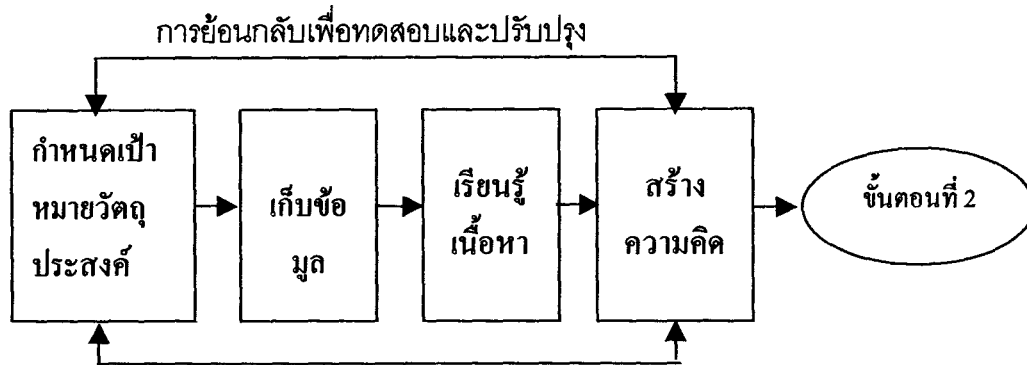 การย้อนกลับเพื่อทดสอบและปรับปรุง
กำหนดเป้า
หมายวัตถุ
ประสงค์
เก็บข้อ
มูล
เรียนรู้
เนื้อหา
สร้าง
ความคิด
ขั้นตอนที่ 2